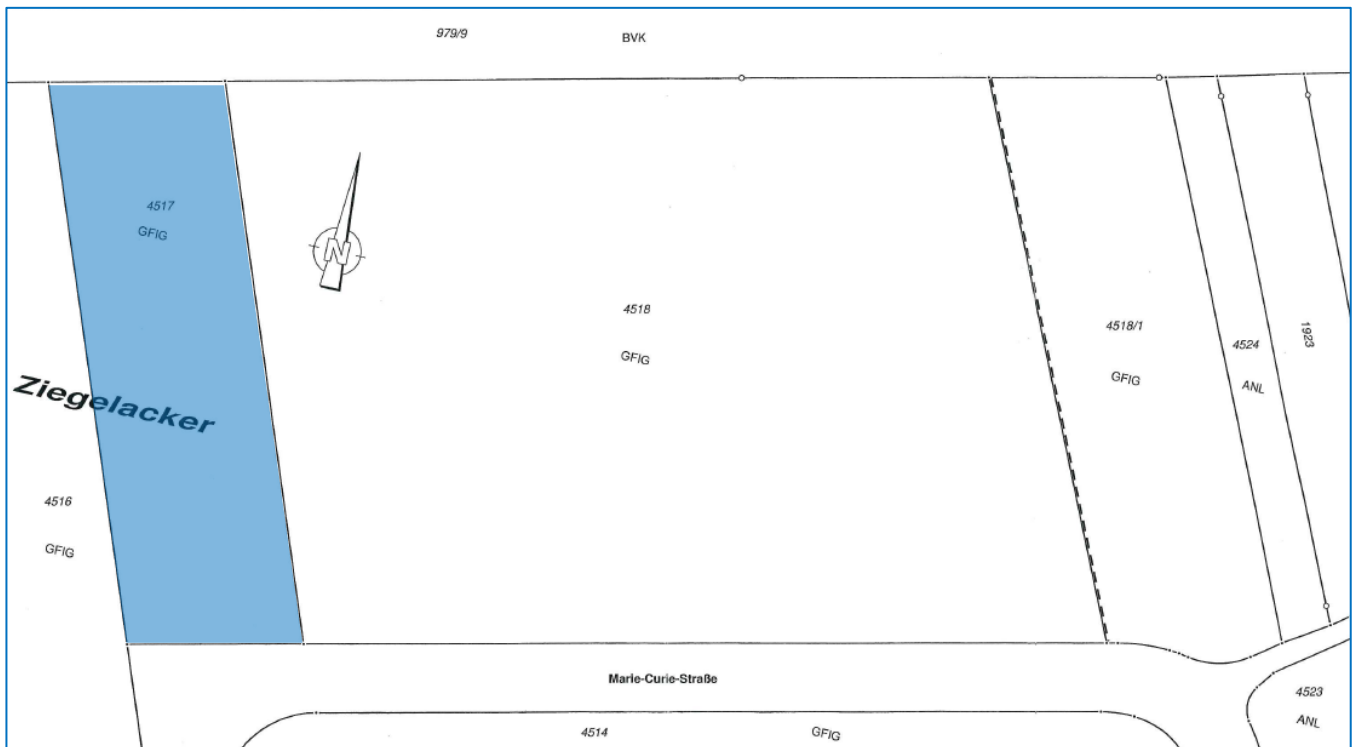 979/9
BVK
4517
GFIG
N
4518
GFIG
4518/1
GFIG
4524
ANL
1923
Ziegelacker
4516
GFIG
Marie-Curie-Straße
4523
ANL
4514
GFIG